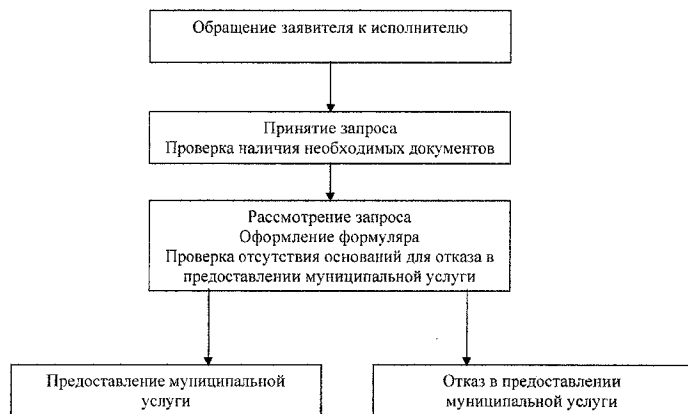 Обращение заявителя к исполнителю
Принятие запроса
Проверка наличия необходимых документов
Рассмотрение запроса
Оформление формуляра
Проверка отсутствия оснований для отказа в
предоставлении муниципальной услуги
Предоставление муниципальной
услуги
Отказ в предоставлении
муниципальной услуги